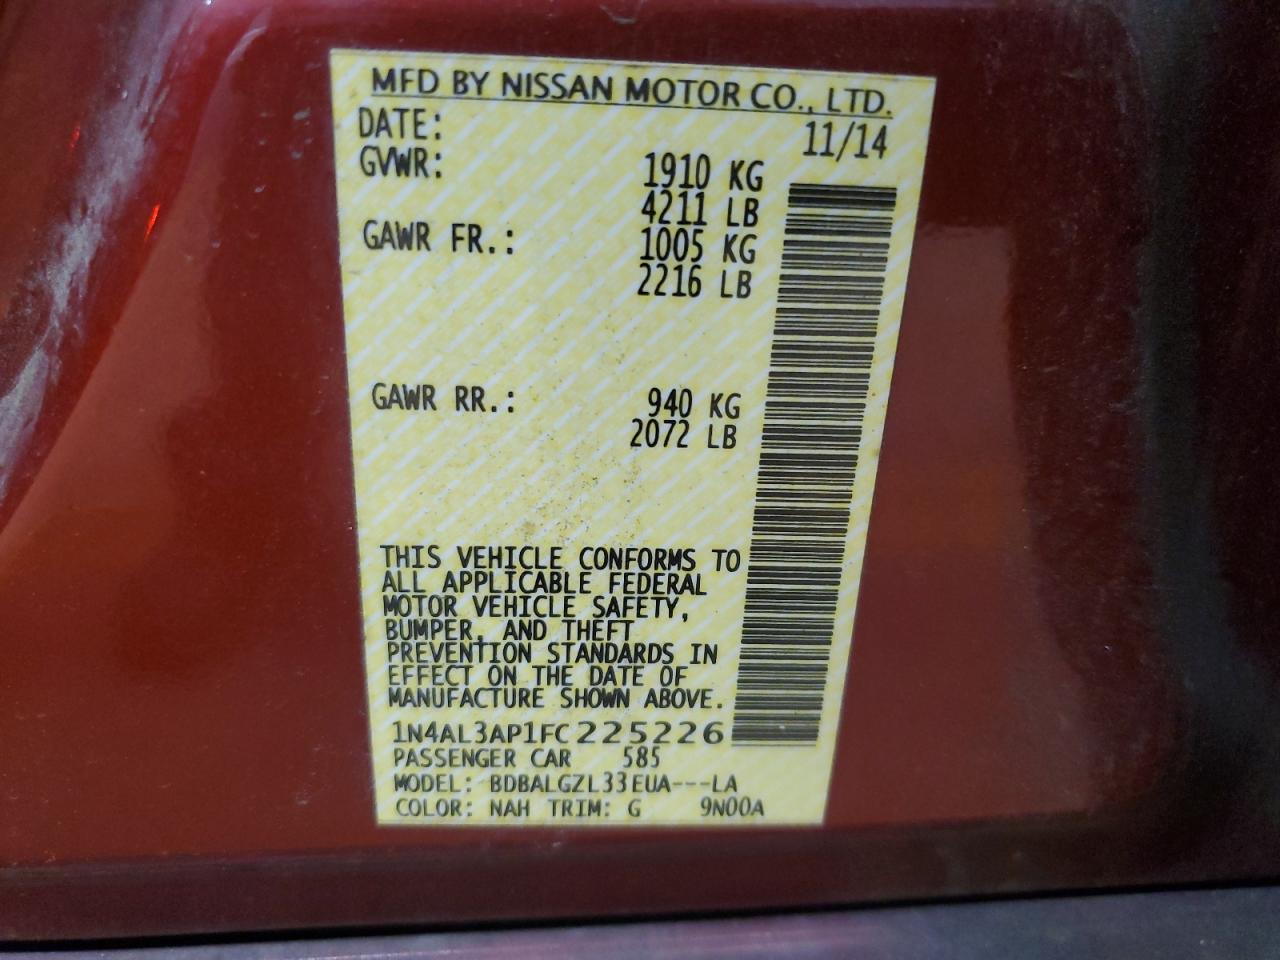 MFD BY NISSAN MOTOR CO., LTD.
DATE: 11/14
GVWR: 1910 KG
4211 LB
GAWR FR.: 1005 KG
2216 LB
GAWR RR.: 940 KG
2072 LB
THIS VEHICLE CONFORMS TO
ALL APPLICABLE FEDERAL
MOTOR VEHICLE SAFETY,
BUMPER, AND THEFT
PREVENTION STANDARDS IN
EFFECT ON THE DATE OF
MANUFACTURE SHOWN ABOVE.
1N4AL3AP1FC225226
PASSENGER CAR 585
MODEL: BDBALGZL33EUA---LA
COLOR: NAH TRIM: G 9N00A